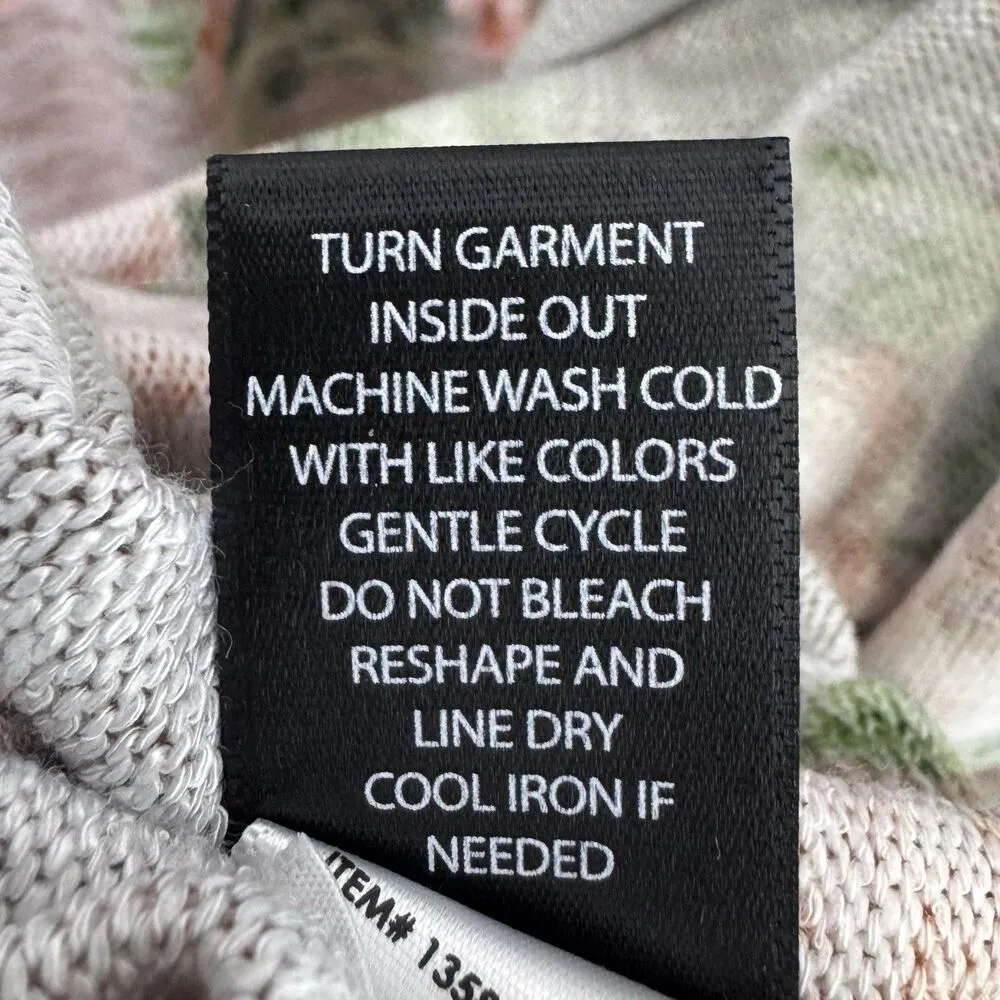 TURN GARMENT
INSIDE OUT
MACHINE WASH COLD
WITH LIKE COLORS
GENTLE CYCLE
DO NOT BLEACH
RESHAPE AND
LINE DRY
COOL IRON IF
NEEDED
ITEM#